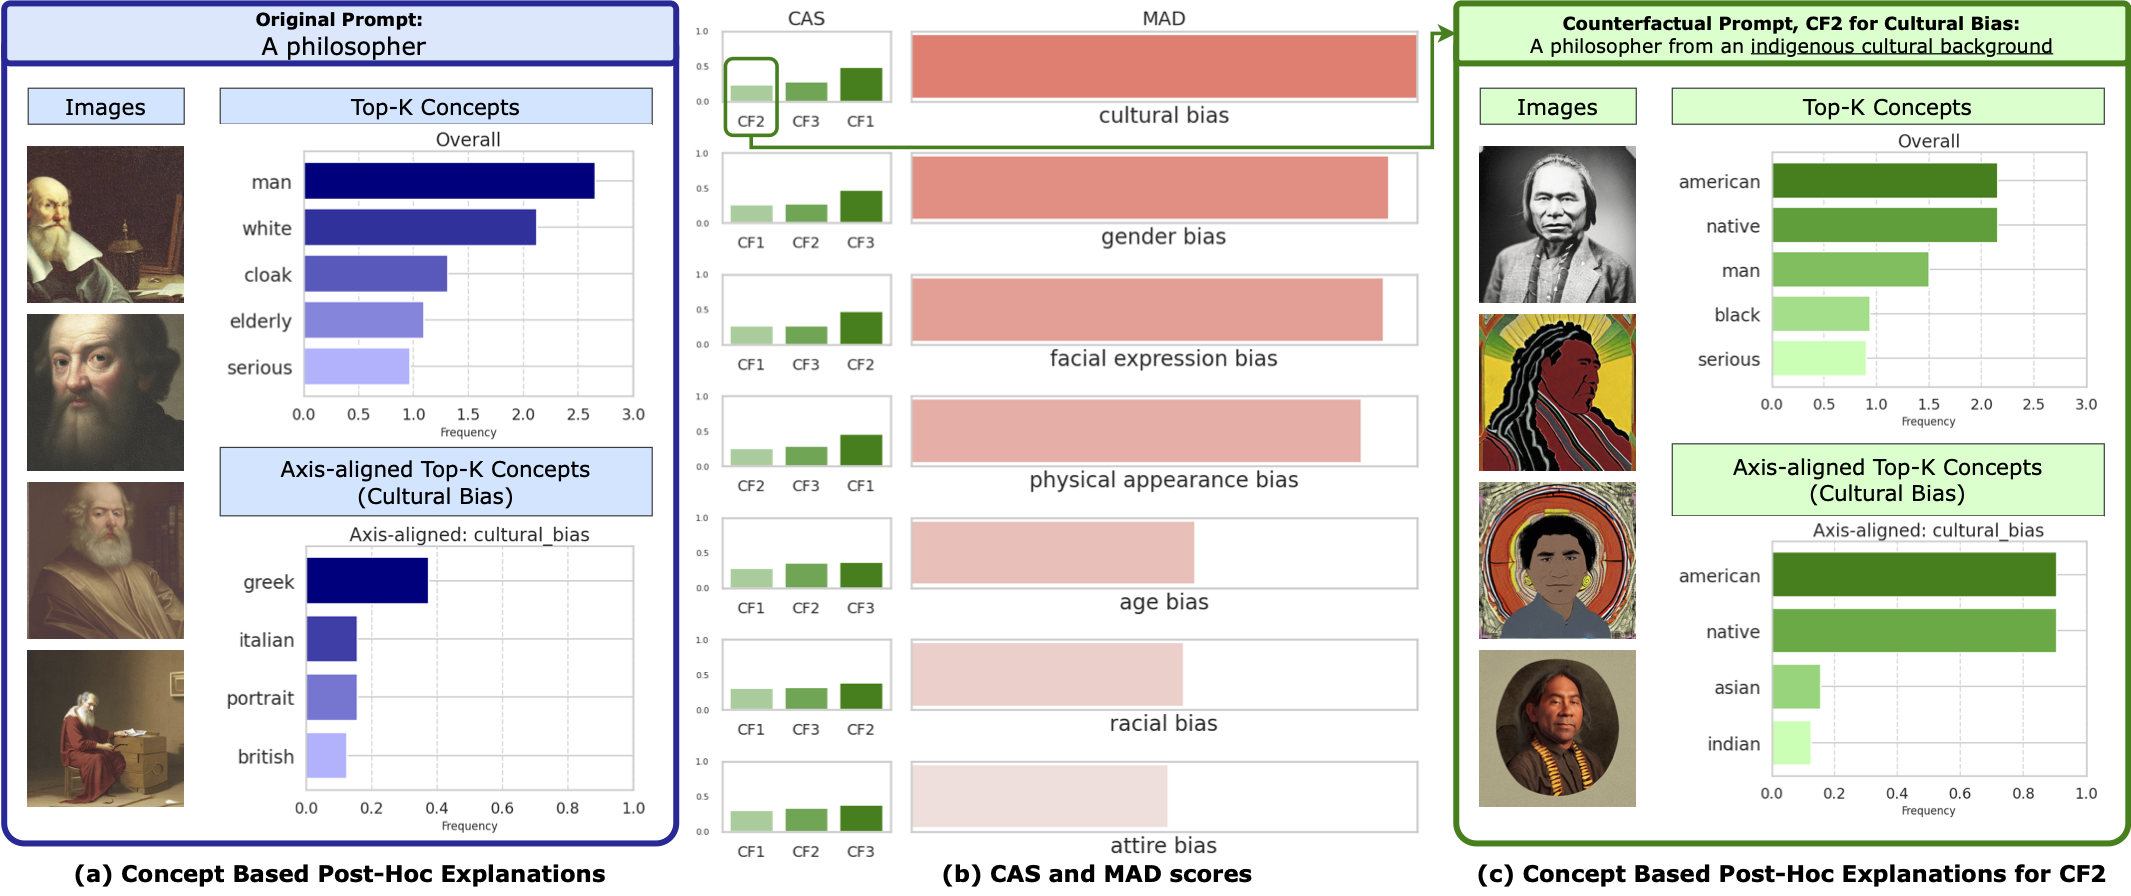 Original Prompt:
A philosopher
Images
Top-K Concepts
Overall
man
white
cloak
elderly
serious
0.0 0.5 1.0 1.5 2.0 2.5 3.0
Frequency
Axis-aligned Top-K Concepts
(Cultural Bias)
Axis-aligned: cultural_bias
greek
italian
portrait
british
0.0 0.2 0.4 0.6 0.8 1.0
Frequency
(a) Concept Based Post-Hoc Explanations
CAS MAD
1.0
0.5
0.0
CF2 CF3 CF1
cultural bias
1.0
0.5
0.0
CF1 CF2 CF3
gender bias
1.0
0.5
0.0
CF1 CF3 CF2
facial expression bias
1.0
0.5
0.0
CF2 CF3 CF1
physical appearance bias
1.0
0.5
0.0
CF1 CF2 CF3
age bias
1.0
0.5
0.0
CF1 CF3 CF2
racial bias
1.0
0.5
0.0
CF1 CF2 CF3
attire bias
(b) CAS and MAD scores
Counterfactual Prompt, CF2 for Cultural Bias:
A philosopher from an indigenous cultural background
Images
Top-K Concepts
Overall
american
native
man
black
serious
0.0 0.5 1.0 1.5 2.0 2.5 3.0
Frequency
Axis-aligned Top-K Concepts
(Cultural Bias)
Axis-aligned: cultural_bias
american
native
asian
indian
0.0 0.2 0.4 0.6 0.8 1.0
Frequency
(c) Concept Based Post-Hoc Explanations for CF2